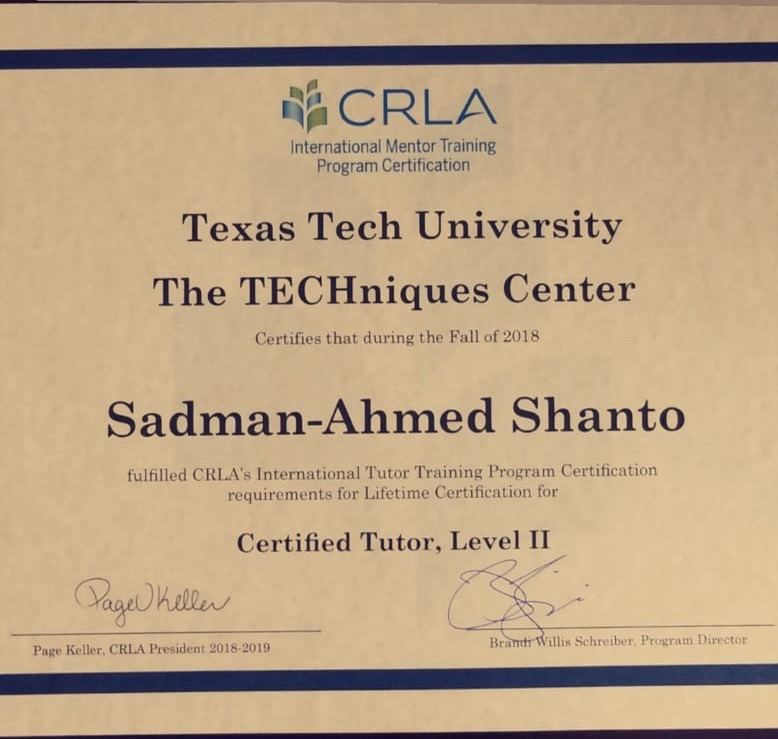 CRLA
International Mentor Training
Program Certification
Texas Tech University
The TECHniques Center
Certifies that during the Fall of 2018
Sadman-Ahmed Shanto
fulfilled CRLA's International Tutor Training Program Certification
requirements for Lifetime Certification for
Certified Tutor, Level II
Page Keller
Page Keller, CRLA President 2018-2019
Brandi Willis Schreiber, Program Director